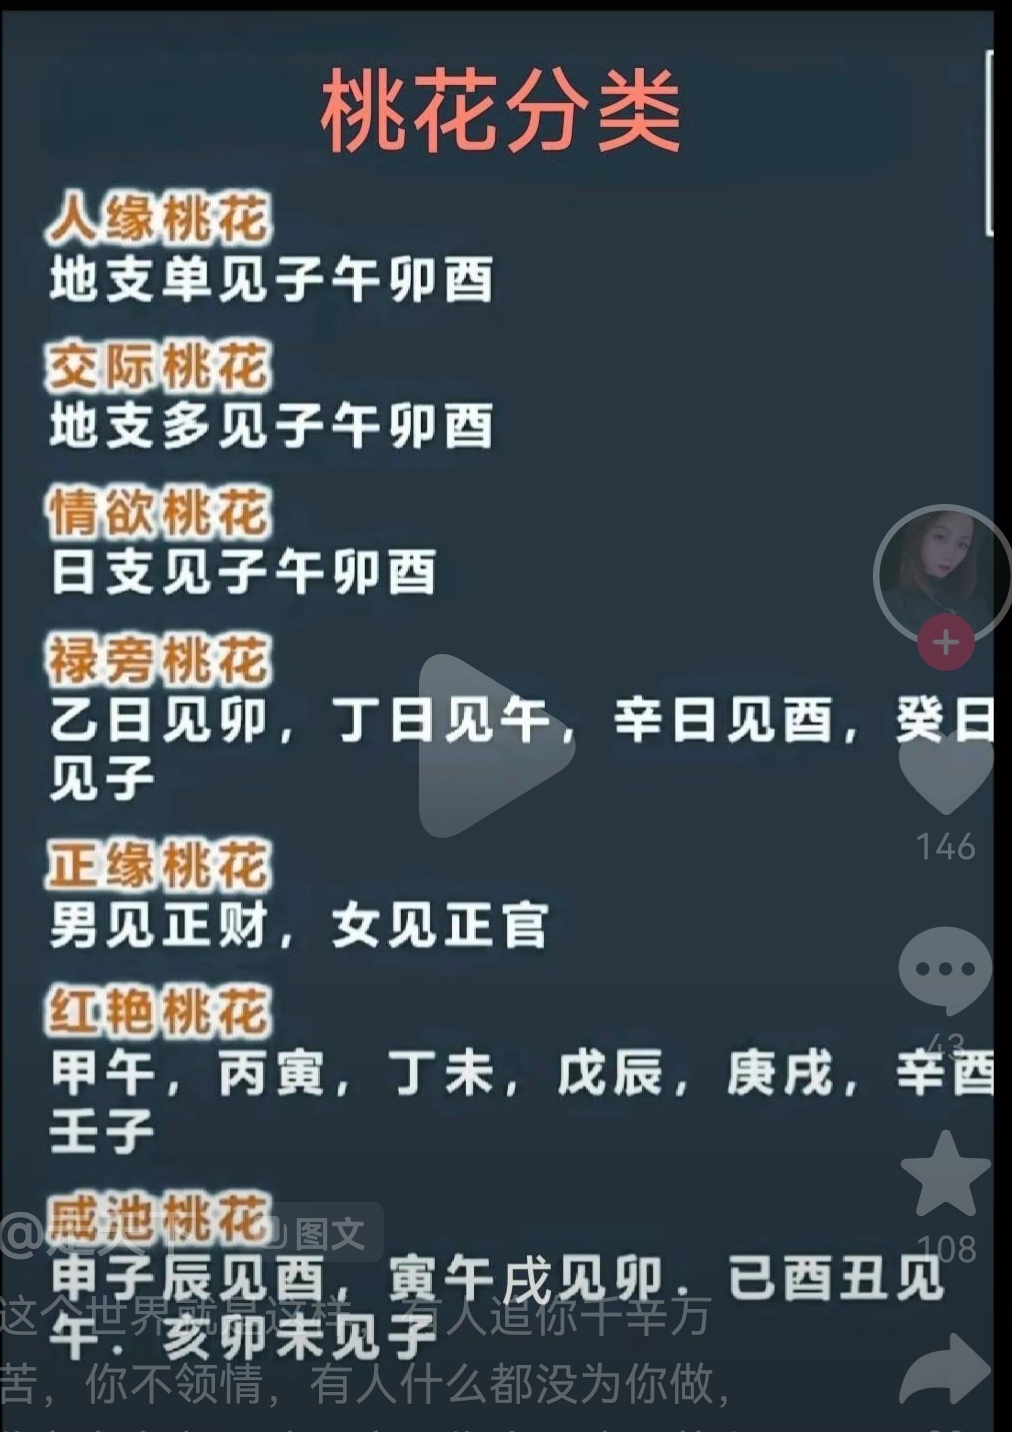 桃花分类
人缘桃花
地支单见子午卯酉
交际桃花
地支多见子午卯酉
情欲桃花
日支见子午卯酉
禄旁桃花
乙日见卯，丁日见午，辛日见酉，癸日
见子
正缘桃花
男见正财，女见正官
146
红艳桃花
43
甲午，丙寅，丁未，戊辰，庚戌，辛酉
壬子
咸池桃花
图文
108
申子辰见酉，寅午戌见卯．已酉丑见
这个世界就是这样，有人追你千辛万
午．亥卯未见子
苦，你不领情，有人什么都没为你做，